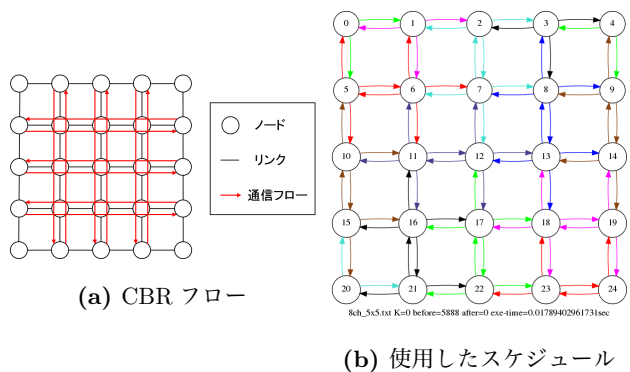 ノード
リンク
通信フロー
(a) CBR フロー
0 1 2 3 4
5 6 7 8 9
10 11 12 13 14
15 16 17 18 19
20 21 22 23 24
8ch_5x5.txt K=0 before=5888 after=0 exe-time=0.01789402961731sec
(b) 使用したスケジュール